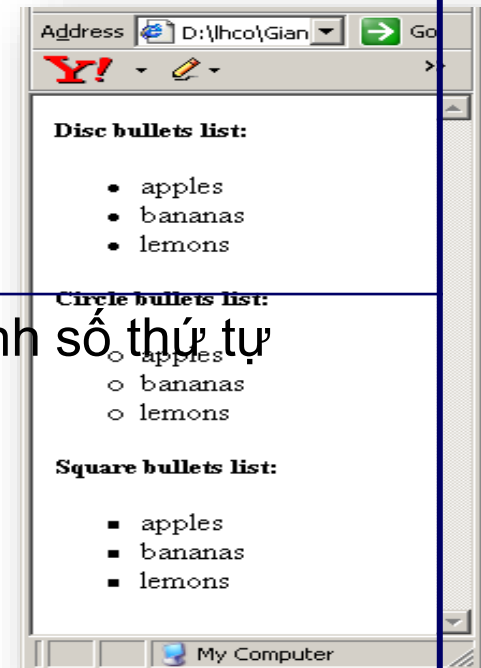 Address D:\lhco\Gian Go
Y!
Disc bullets list:
apples
bananas
lemons
Circle bullets list:
số thứ tự
apples
bananas
lemons
Square bullets list:
apples
bananas
lemons
My Computer